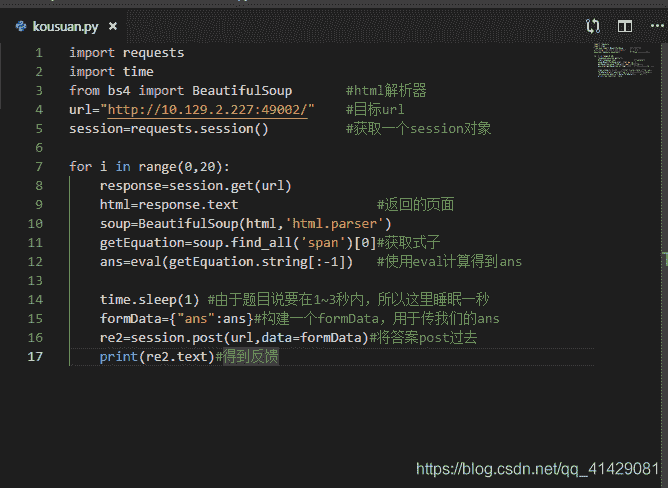 kousuan.py
1 import requests
2 import time
3 from bs4 import BeautifulSoup #html解析器
4 url="http://10.129.2.227:49002/" #目标url
5 session=requests.session() #获取一个session对象
6
7 for i in range(0,20):
8 response=session.get(url)
9 html=response.text #返回的页面
10 soup=BeautifulSoup(html,'html.parser')
11 getEquation=soup.find_all('span')[0]#获取式子
12 ans=eval(getEquation.string[:-1]) #使用eval计算得到ans
13
14 time.sleep(1) #由于题目说要在1~3秒内，所以这里睡眠一秒
15 formData={"ans":ans}#构建一个formData，用于传我们的ans
16 re2=session.post(url,data=formData)#将答案post过去
17 print(re2.text)#得到反馈
https://blog.csdn.net/qq_41429081